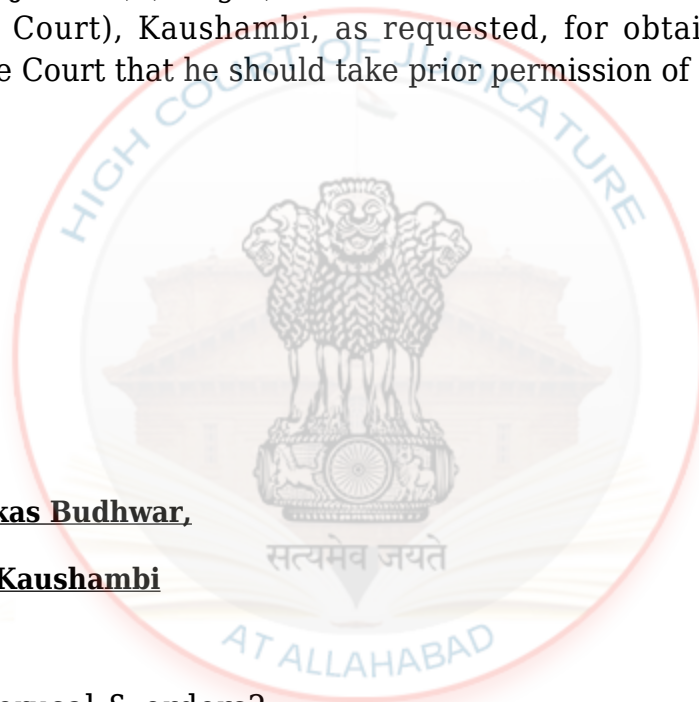 Court), Kaushambi, as requested, for obtai
e Court that he should take prior permission of
HIGH COURT OF JUDICATURE
kas Budhwar,
सत्यमेव जयते
Kaushambi
AT ALLAHABAD